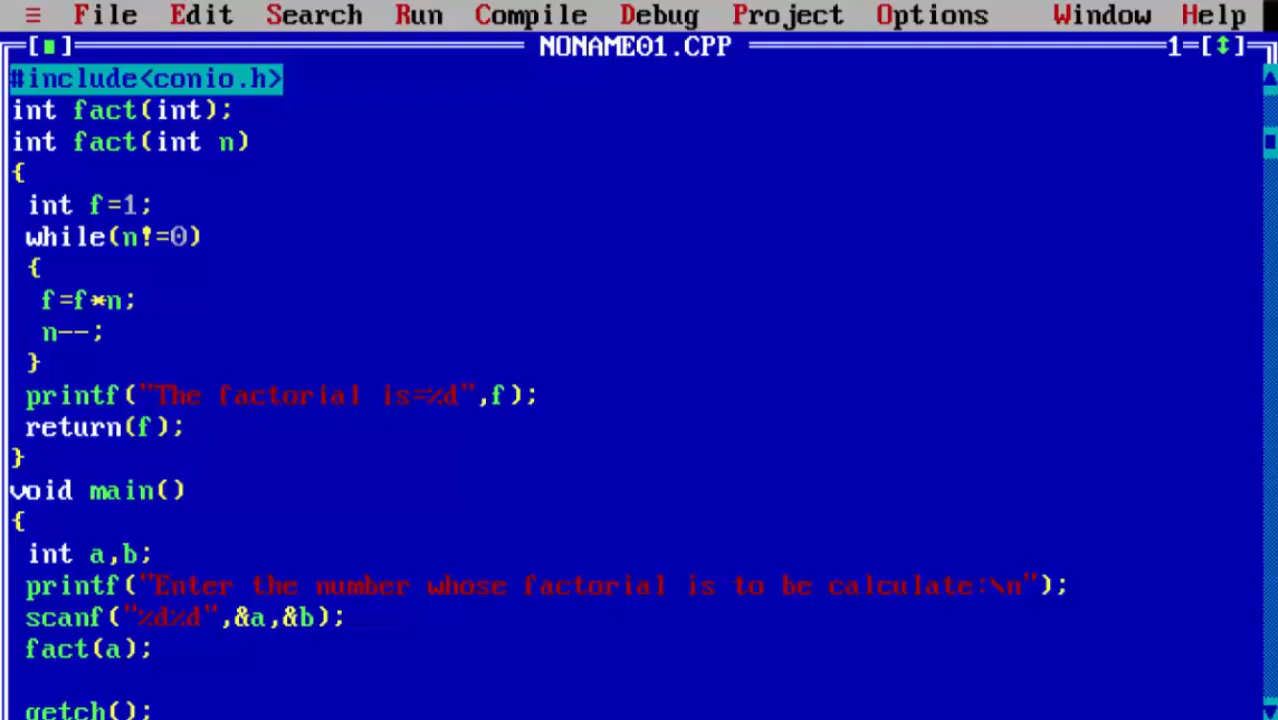 ≡ File Edit Search Run Compile Debug Project Options Window Help
[■] NONAME01.CPP 1=[↕]
#include<conio.h>
int fact(int);
int fact(int n)
{
int f=1;
while(n!=0)
{
f=f*n;
n--;
}
printf("The factorial is=%d",f);
return(f);
}
void main()
{
int a,b;
printf("Enter the number whose factorial is to be calculate:\n");
scanf("%d%d",&a,&b);
fact(a);
getch();